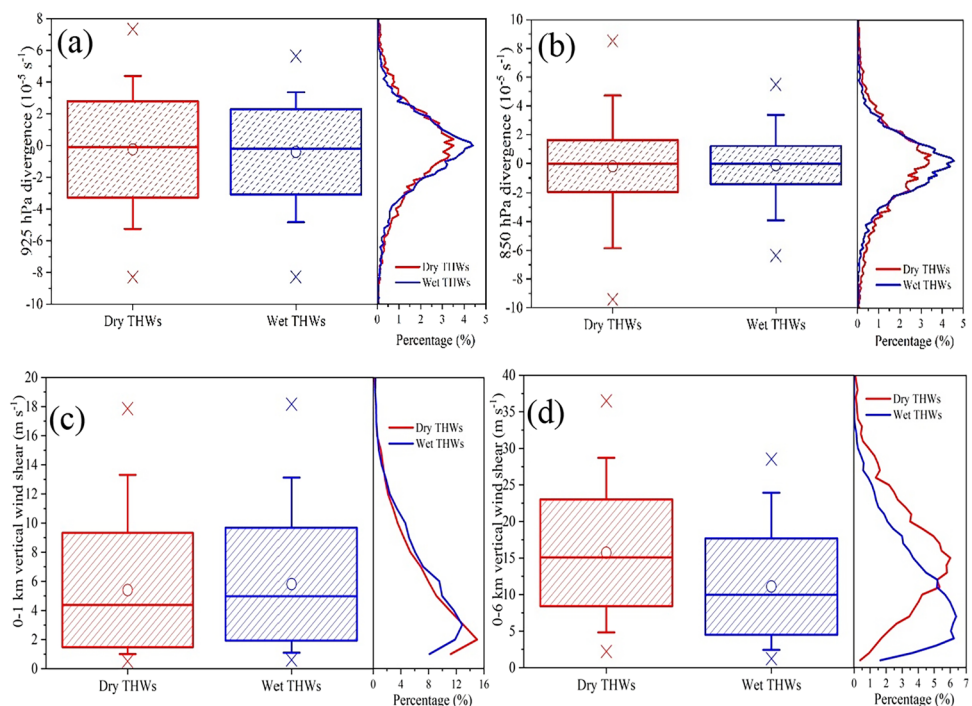 (a)
925 hPa divergence (10⁻⁵ s⁻¹)
8
6
4
2
0
-2
-4
-6
-8
-10
Dry THWs
Wet THWs
Dry THWs
Wet THWs
0 1 2 3 4 5
Percentage (%)
(b)
850 hPa divergence (10⁻⁵ s⁻¹)
10
8
6
4
2
0
-2
-4
-6
-8
-10
Dry THWs
Wet THWs
Dry THWs
Wet THWs
0 1 2 3 4 5
Percentage (%)
(c)
0-1 km vertical wind shear (m s⁻¹)
20
18
16
14
12
10
8
6
4
2
0
Dry THWs
Wet THWs
Dry THWs
Wet THWs
0 4 8 12 16
Percentage (%)
(d)
0-6 km vertical wind shear (m s⁻¹)
40
35
30
25
20
15
10
5
0
Dry THWs
Wet THWs
Dry THWs
Wet THWs
0 1 2 3 4 5 6 7
Percentage (%)